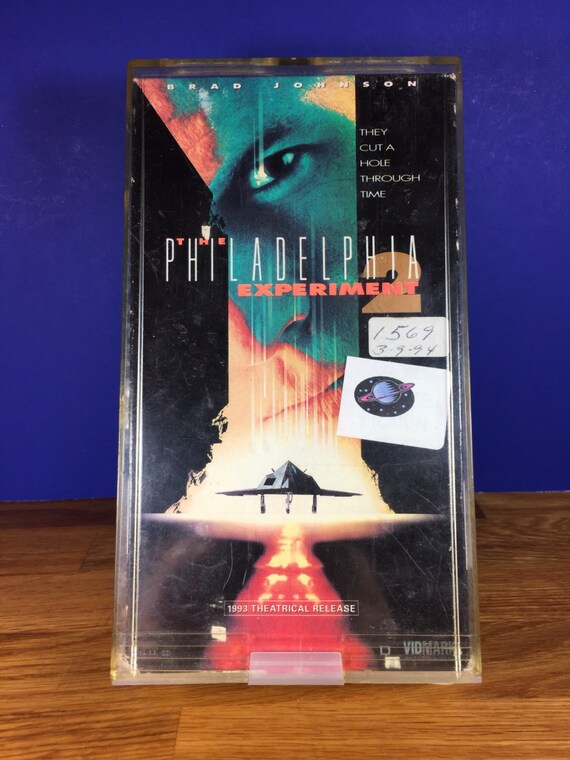 BRAD JOHNSON
THEY
CUT A
HOLE
THROUGH
TIME
THE
PHILADELPHIA
EXPERIMENT
2
1569
3-9-94
1993 THEATRICAL RELEASE
VIDMARK